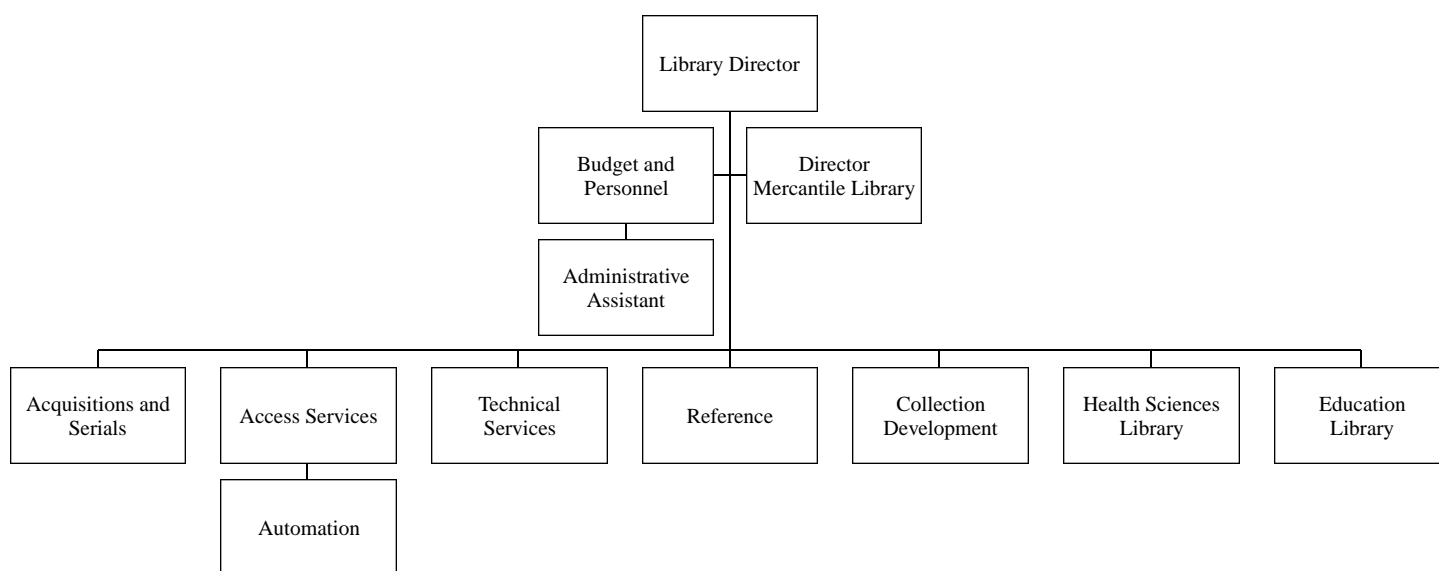 Library Director
Budget and
Personnel
Director
Mercantile Library
Administrative
Assistant
Acquisitions and
Serials
Access Services
Technical
Services
Reference
Collection
Development
Health Sciences
Library
Education
Library
Automation